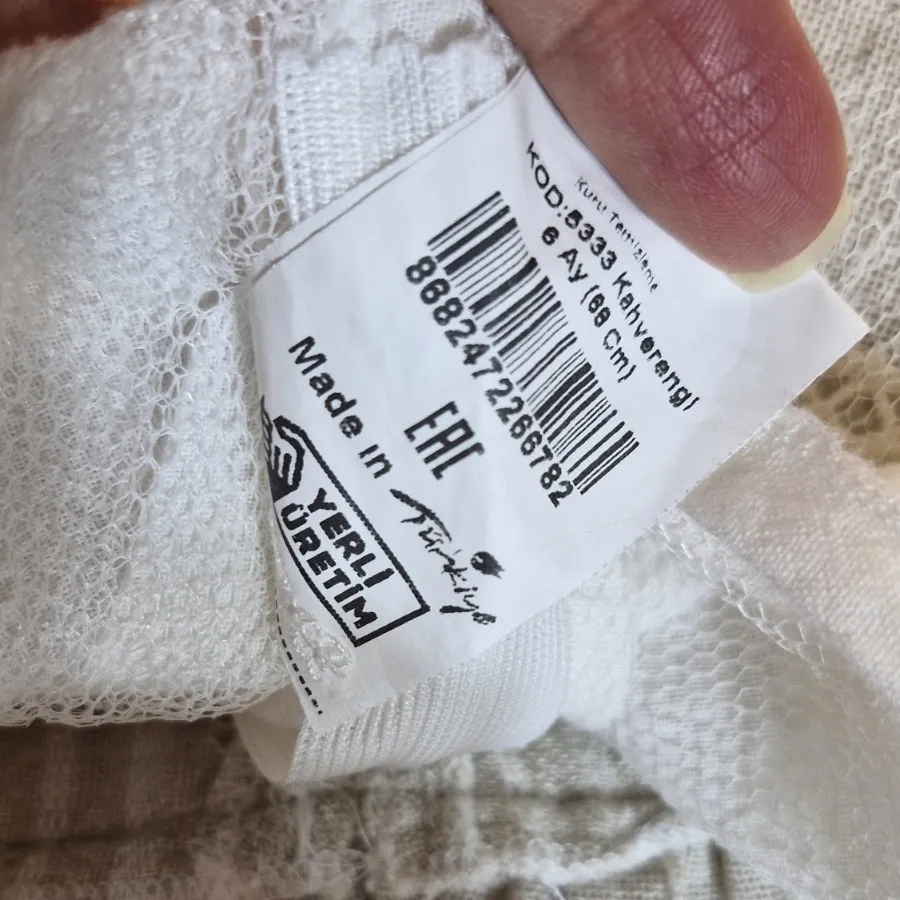 Kuru Temizleme
KOD:5333 Kahverengi
6 Ay (68 Cm)
8682472266782
EAC
Made in
Türkiye
YERLİ
ÜRETİM